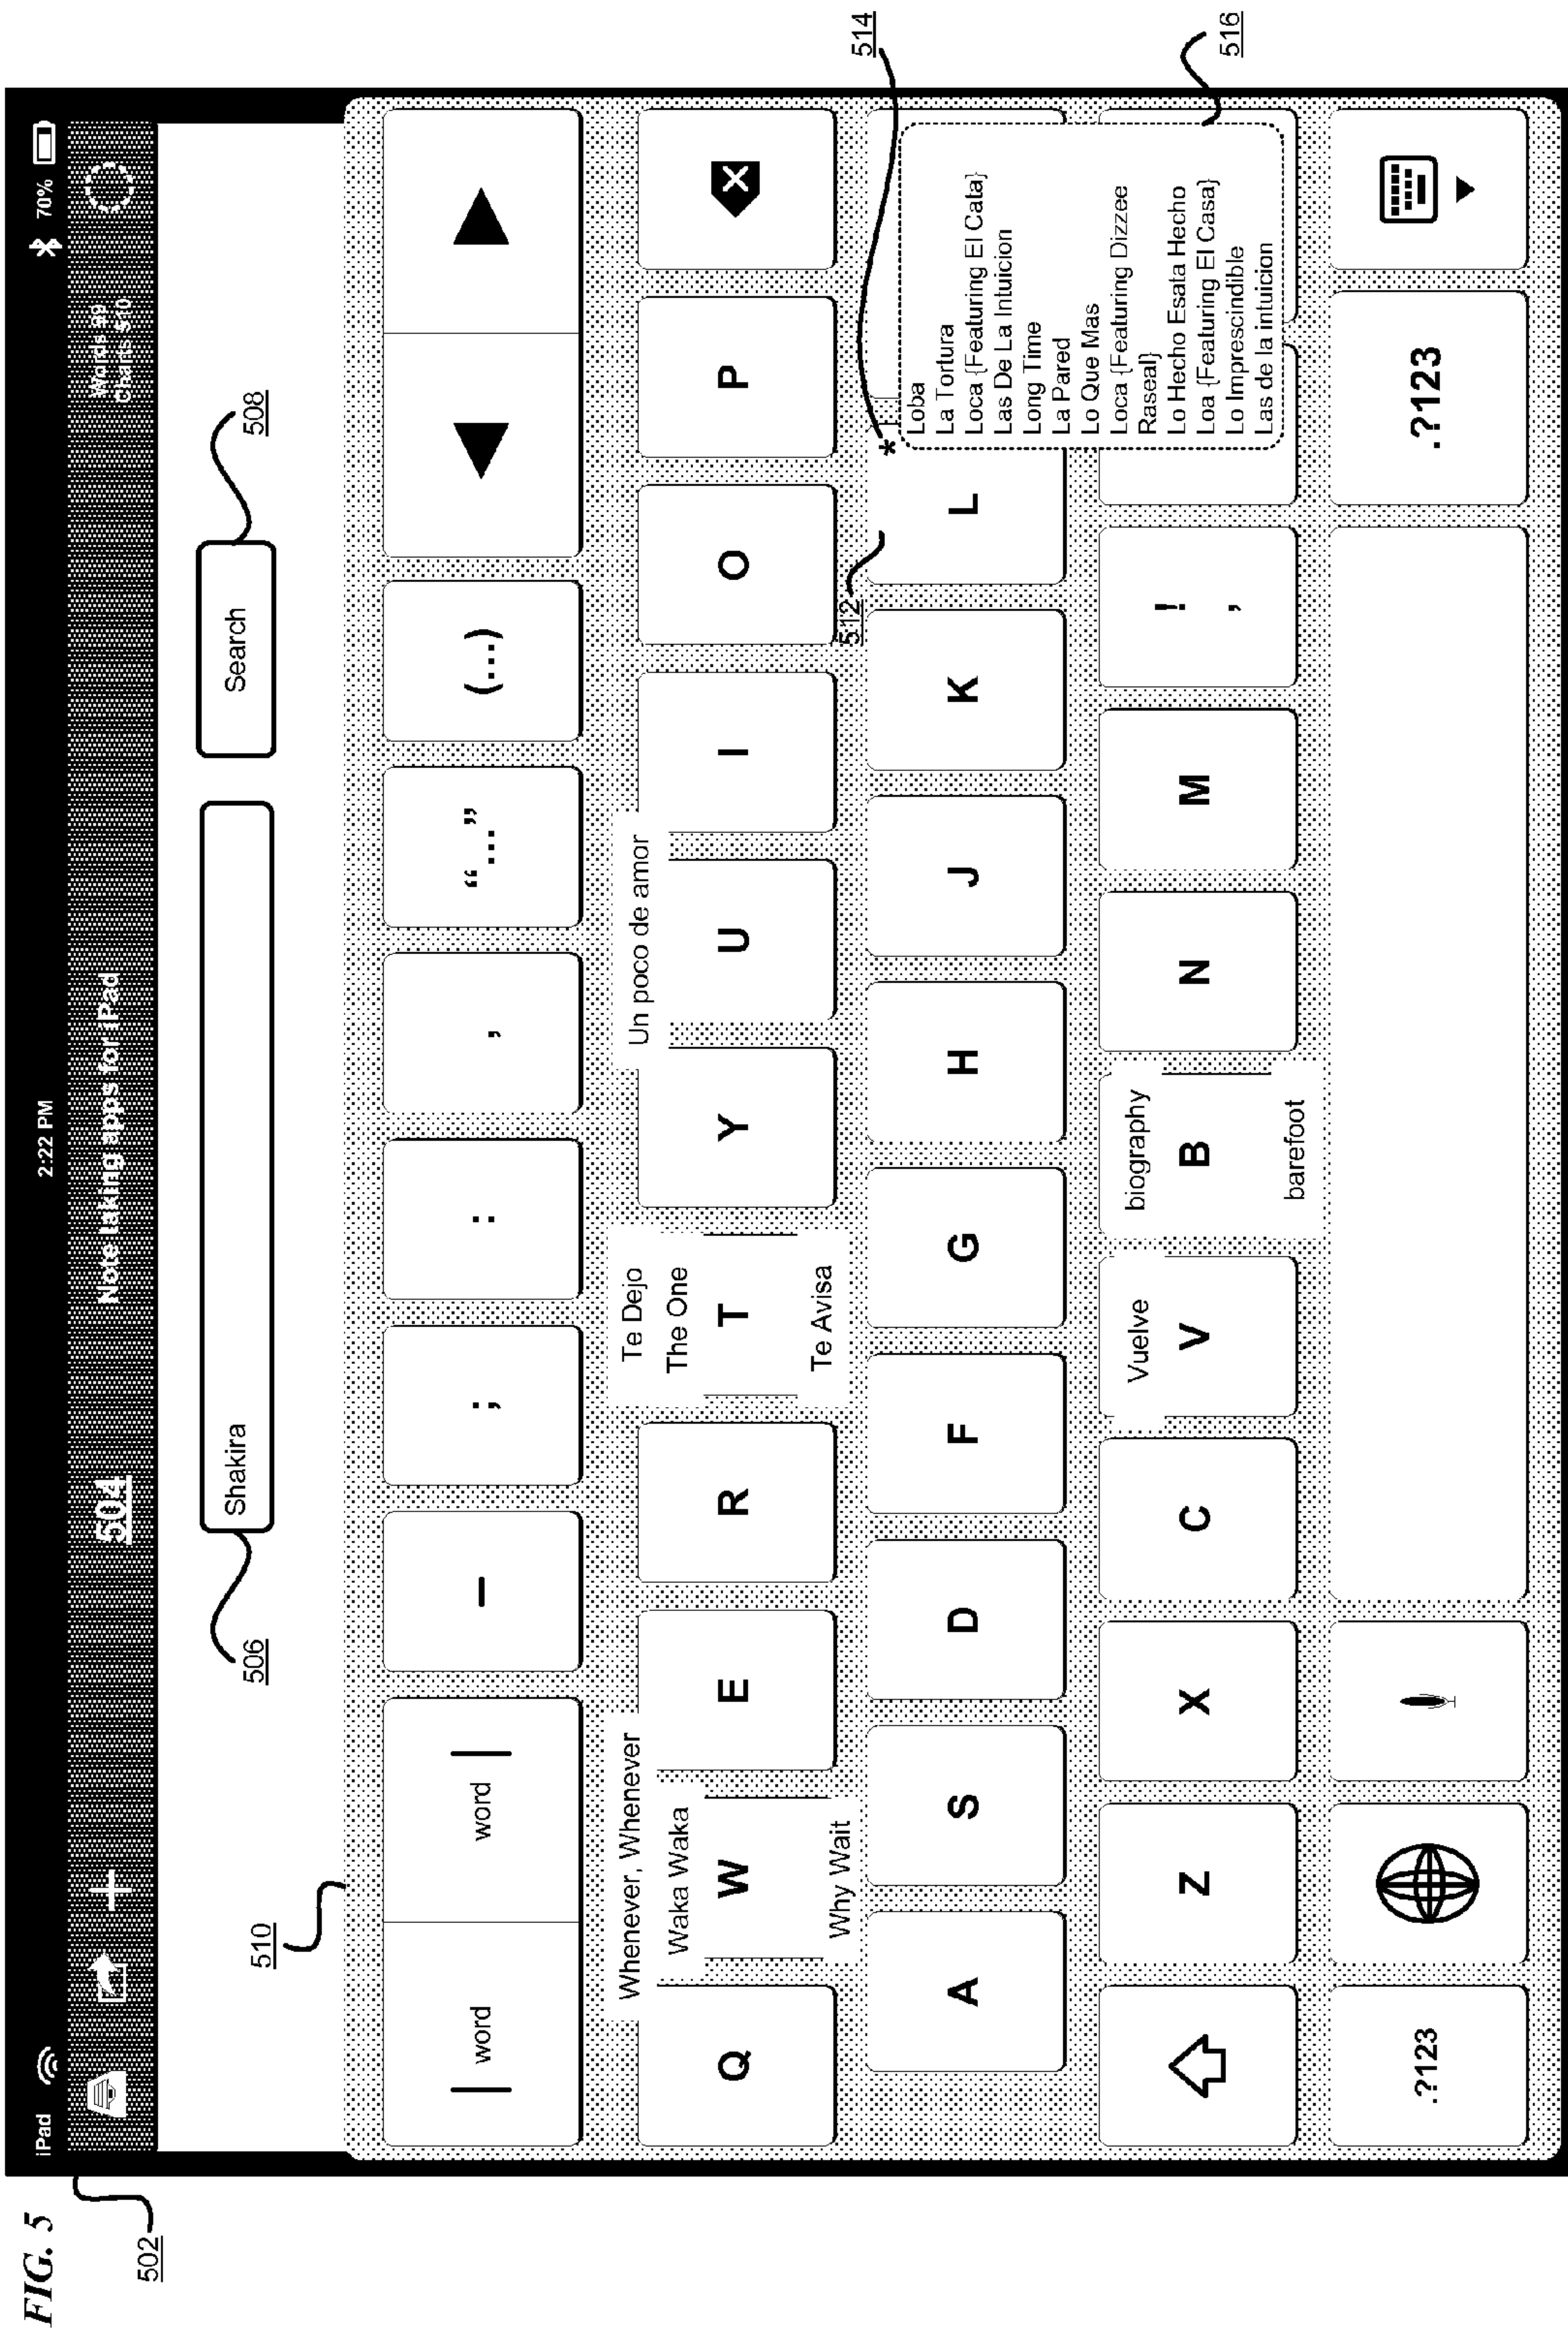 FIG. 5
502
iPad
2:22 PM
70%
504
Note taking apps for iPad
Words 99
Charts 510
506
Shakira
Search
508
510
word
word
–
;
:
,
“...”
(...)
Whenever, Whenever
Waka Waka
Why Wait
Te Dejo
The One
Te Avisa
Un poco de amor
Q W E R T Y U I O P
512
514
*
A S D F G H J K L
Loba
La Tortura
Loca {Featuring El Cata}
Las De La Intuicion
Long Time
La Pared
Lo Que Mas
Loca {Featuring Dizzee
Raseal}
Lo Hecho Esata Hecho
Loa {Featuring El Casa}
Lo Imprescindible
Las de la intuicion
516
Vuelve
biography
Z X C V B N M ! ,
barefoot
.?123
.?123